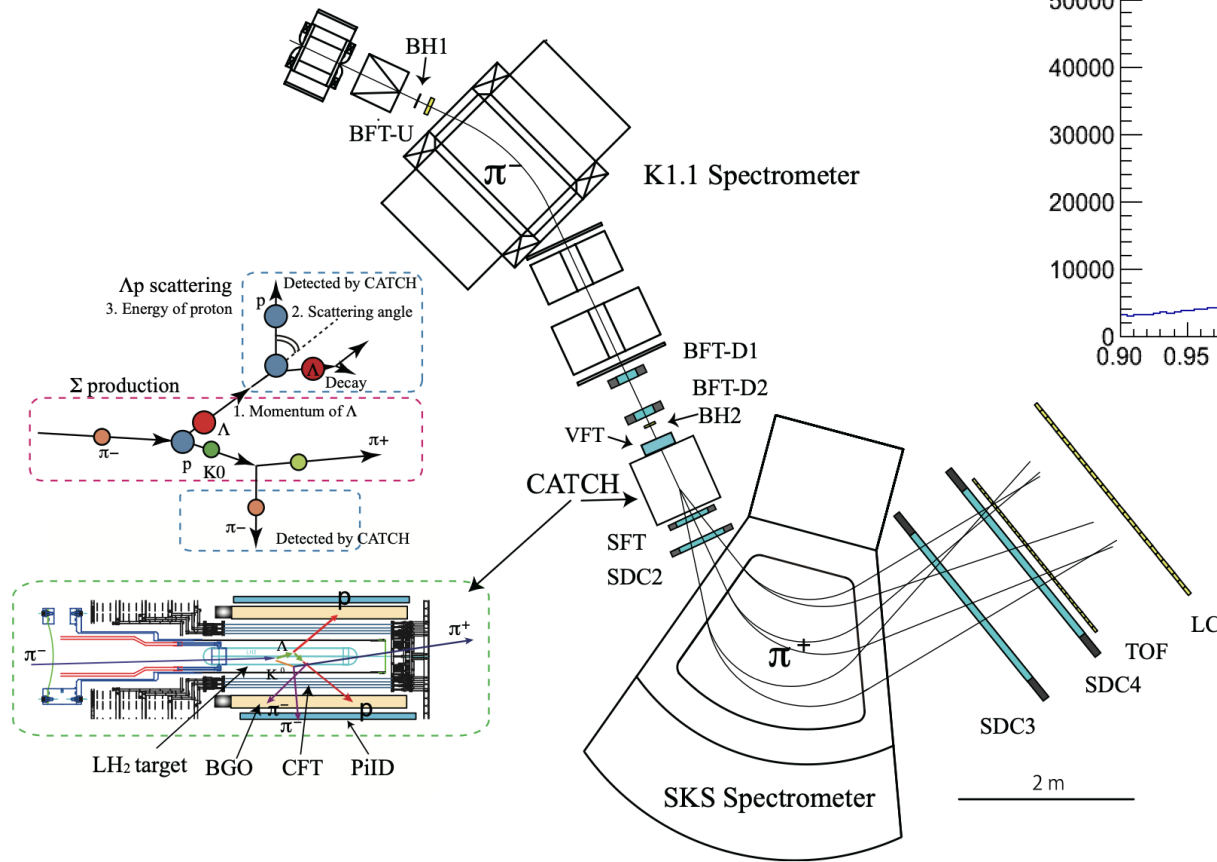 BH1
BFT-U
π⁻
K1.1 Spectrometer
50000
40000
30000
20000
10000
0
0.90 0.95
Λp scattering
3. Energy of proton
Detected by CATCH
p
2. Scattering angle
Λ
Decay
Σ production
1. Momentum of Λ
Λ
π−
p
K0
π+
π−
Detected by CATCH
BFT-D1
BFT-D2
BH2
VFT
CATCH
SFT
SDC2
π⁺
SKS Spectrometer
LC
TOF
SDC4
SDC3
2 m
π⁻
p
π⁺
Λ
K⁰
π⁻
π⁻
p
LH₂ target
BGO
CFT
PiID